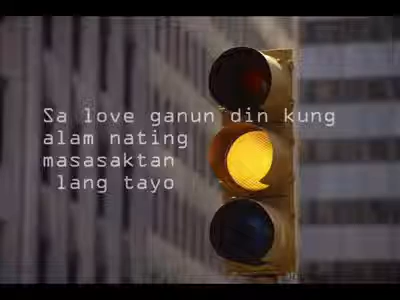 Sa love ganun din kung
alam nating
masasaktan
lang tayo